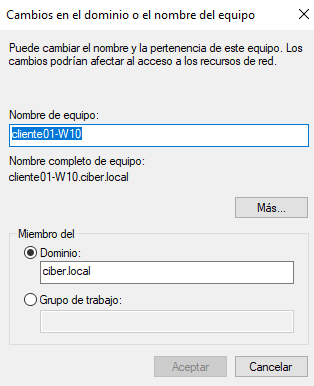 Cambios en el dominio o el nombre del equipo
Puede cambiar el nombre y la pertenencia de este equipo. Los
cambios podrían afectar al acceso a los recursos de red.
Nombre de equipo:
cliente01-W10
Nombre completo de equipo:
cliente01-W10.ciber.local
Más...
Miembro del
Dominio:
ciber.local
Grupo de trabajo:
Aceptar
Cancelar